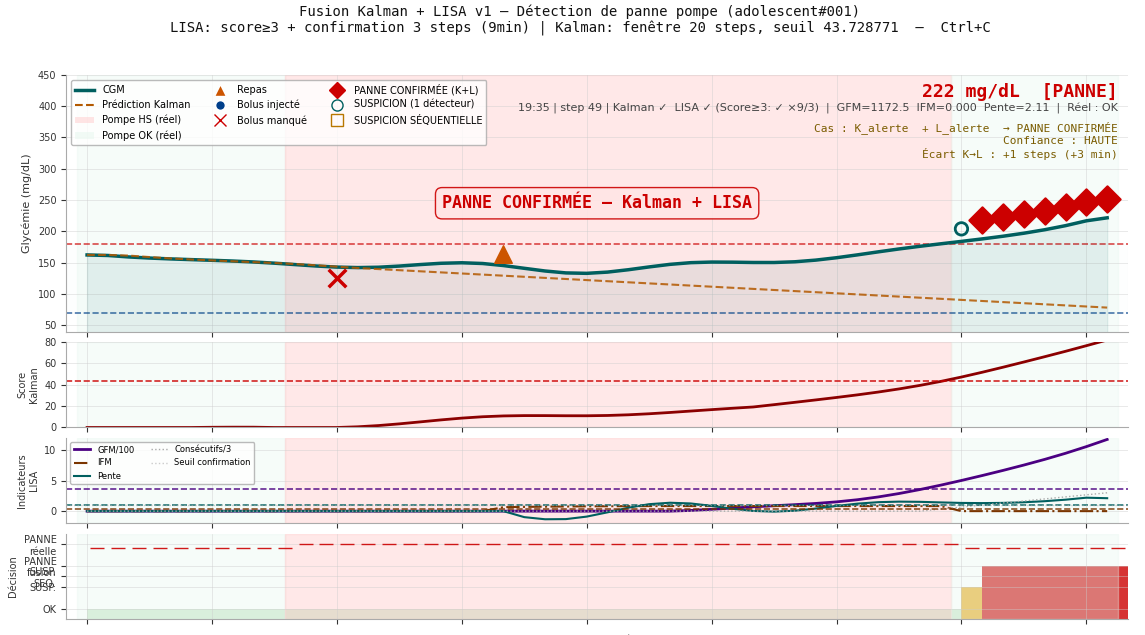 Fusion Kalman + LISA v1 — Détection de panne pompe (adolescent#001)
LISA: score≥3 + confirmation 3 steps (9min) | Kalman: fenêtre 20 steps, seuil 43.728771  —  Ctrl+C
CGM
Prédiction Kalman
Pompe HS (réel)
Pompe OK (réel)
Repas
Bolus injecté
Bolus manqué
PANNE CONFIRMÉE (K+L)
SUSPICION (1 détecteur)
SUSPICION SÉQUENTIELLE
222 mg/dL  [PANNE]
19:35 | step 49 | Kalman ✓  LISA ✓ (Score≥3: ✓ ×9/3)  |  GFM=1172.5  IFM=0.000  Pente=2.11  | Réel : OK
Cas : K_alerte  + L_alerte  → PANNE CONFIRMÉE
Confiance : HAUTE
Écart K→L : +1 steps (+3 min)
PANNE CONFIRMÉE — Kalman + LISA
Glycémie (mg/dL)
450
400
350
300
250
200
150
100
50
Score
Kalman
80
60
40
20
0
Indicateurs
LISA
10
5
0
GFM/100
IFM
Pente
Consécutifs/3
Seuil confirmation
Décision
PANNE
réelle
PANNE
fusion
SUSP.
SEQ.
SUSP.
OK